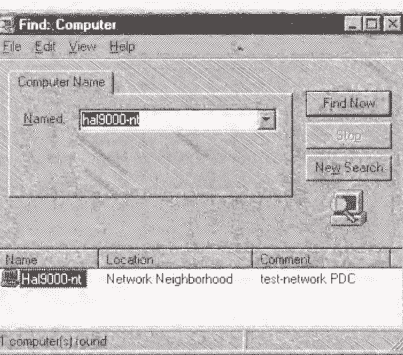 Find: Computer
File Edit View Help
Computer Name
Named: hal9000-nt
Find Now
Stop
New Search
Name Location Comment
Hal9000-nt Network Neighborhood test-network PDC
1 computer(s) found